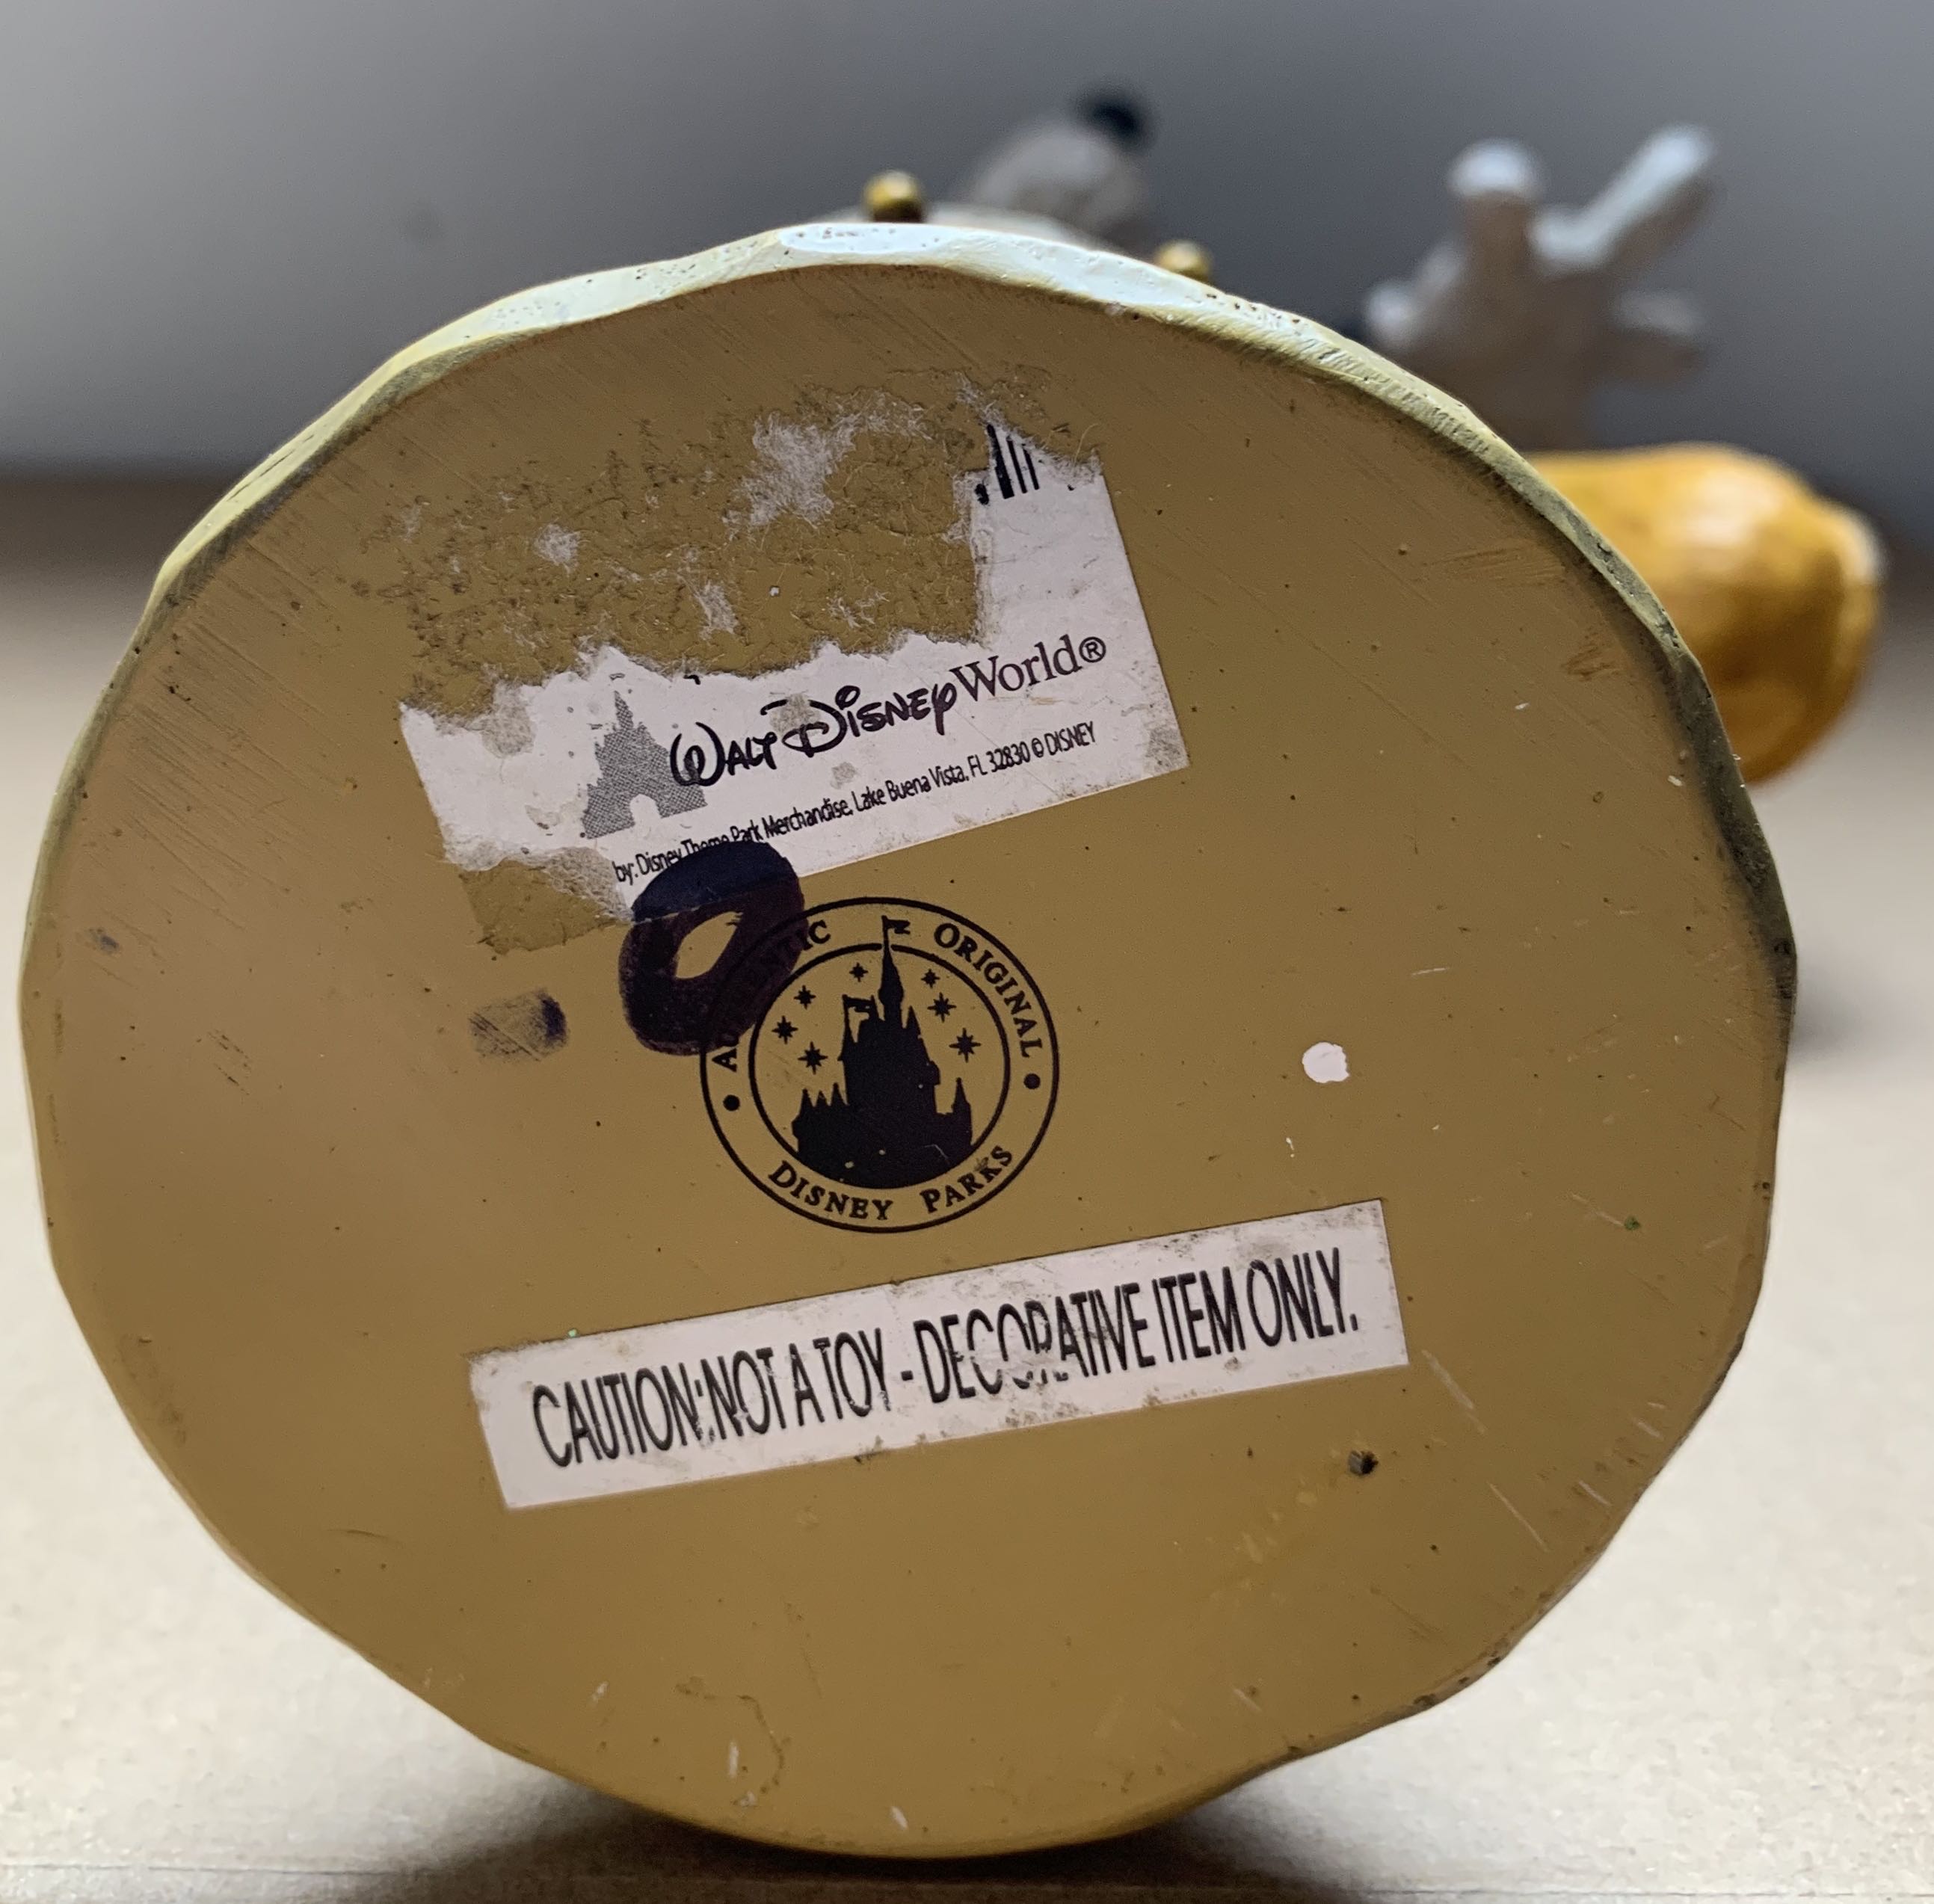 WALT DISNEY World®
by: Disney Theme Park Merchandise, Lake Buena Vista, FL 32830 © DISNEY
AUTHENTIC ORIGINAL
DISNEY PARKS
CAUTION:NOT A TOY - DECORATIVE ITEM ONLY.